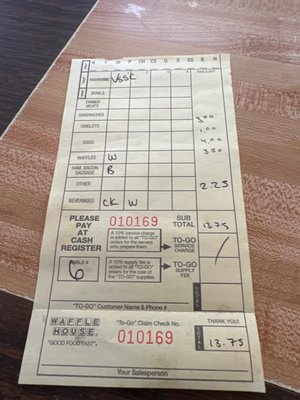 HASHBROWNS VSSC
BOWLS
DINNER MEATS
SANDWICHES 3.00
OMELETS 1.00
EGGS 4.00
3.50
WAFFLES W
HAM, BACON, SAUSAGE B
OTHER 2.25
BEVERAGES CK W
PLEASE PAY AT CASH REGISTER
010169
SUB TOTAL 13.75
A 10% service charge is added to all "TO-GO" orders for the servers who prepare them.
TO-GO SERVICE CHARGE
TABLE # 6
A 10% supply fee is added to all "TO-GO" orders for the cost of the "TO-GO" supplies.
TO-GO SUPPLY FEE
TOTAL
"TO-GO" Customer Name & Phone #
WAFFLE HOUSE
"GOOD FOOD FAST"
"To-Go" Claim Check No.
010169
THANK YOU!
TOTAL 13.75
Your Salesperson